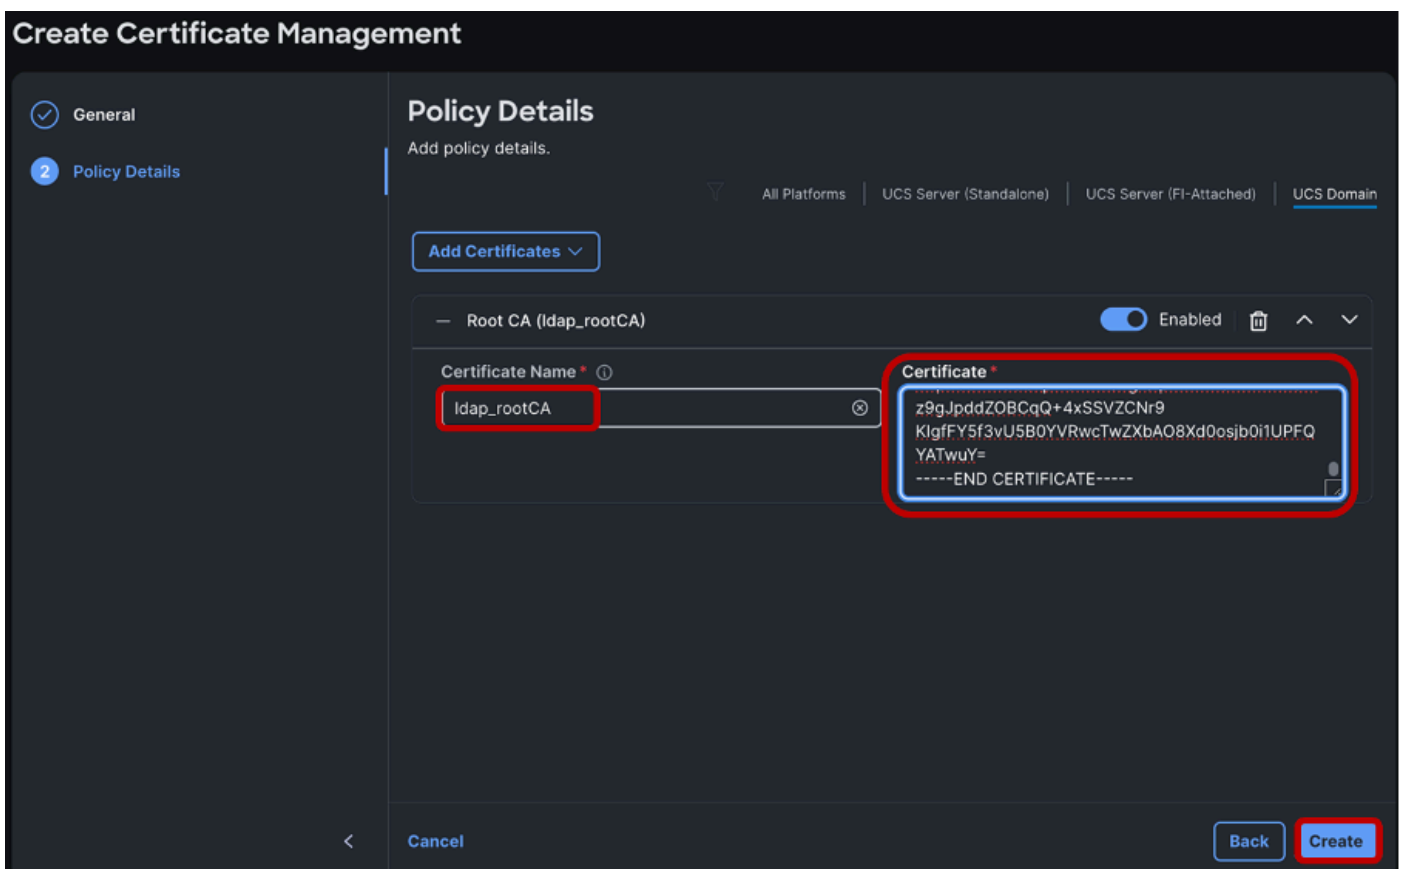 Create Certificate Management
General
2 Policy Details
Policy Details
Add policy details.
All Platforms | UCS Server (Standalone) | UCS Server (FI-Attached) | UCS Domain
Add Certificates
Root CA (ldap_rootCA)
Enabled
Certificate Name *
ldap_rootCA
Certificate *
z9gJpddZOBCqQ+4xSSVZCNr9
KIgfFY5f3vU5B0YVRwcTwZXbAO8Xd0osjb0i1UPFQ
YATwuY=
-----END CERTIFICATE-----
Cancel
Back
Create